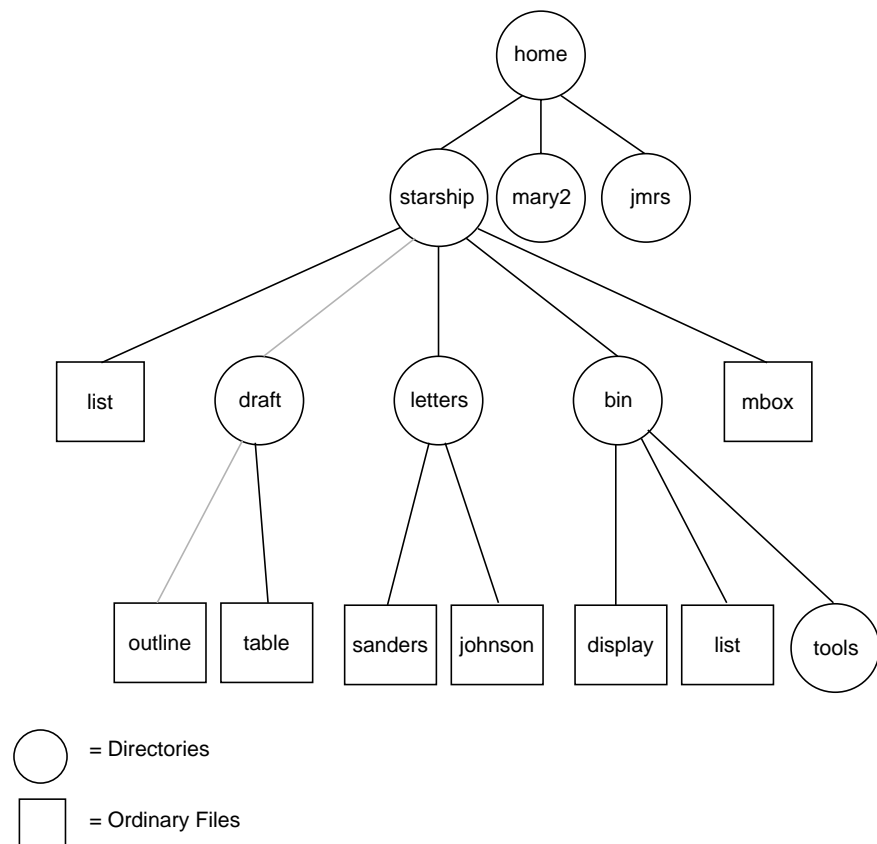 home
starship mary2 jmrs
list draft letters bin mbox
outline table sanders johnson display list tools
= Directories
= Ordinary Files